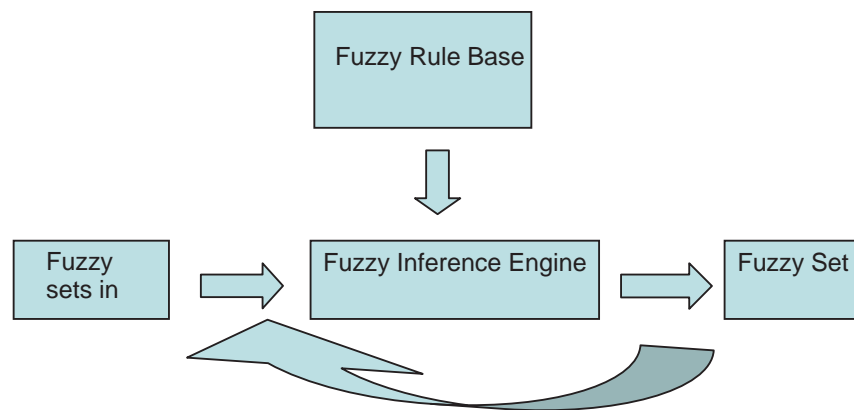 Fuzzy Rule Base
Fuzzy
sets in
Fuzzy Inference Engine
Fuzzy Set